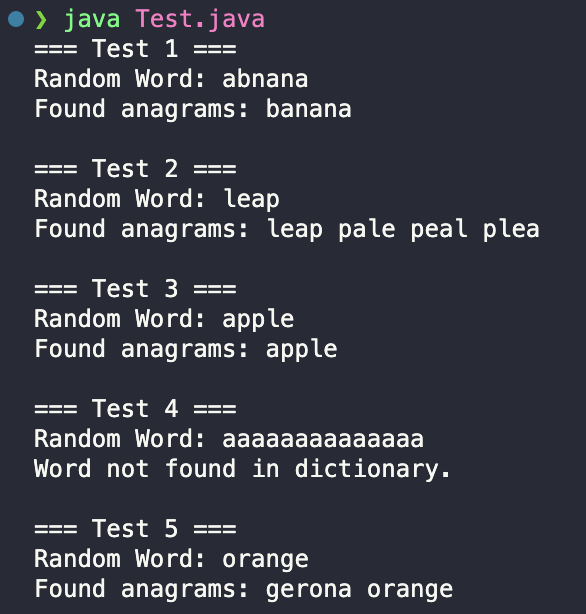 ❯ java Test.java
=== Test 1 ===
Random Word: abnana
Found anagrams: banana
=== Test 2 ===
Random Word: leap
Found anagrams: leap pale peal plea
=== Test 3 ===
Random Word: apple
Found anagrams: apple
=== Test 4 ===
Random Word: aaaaaaaaaaaaaa
Word not found in dictionary.
=== Test 5 ===
Random Word: orange
Found anagrams: gerona orange